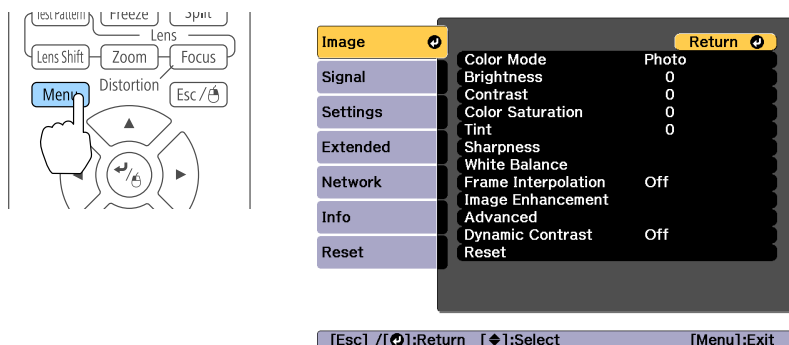 Test Pattern Freeze Split
Lens
Lens Shift Zoom Focus
Distortion
Menu Esc/
Image
Signal
Settings
Extended
Network
Info
Reset
Return
Color Mode Photo
Brightness 0
Contrast 0
Color Saturation 0
Tint 0
Sharpness
White Balance
Frame Interpolation Off
Image Enhancement
Advanced
Dynamic Contrast Off
Reset
[Esc] /[ ]:Return [ ]:Select [Menu]:Exit